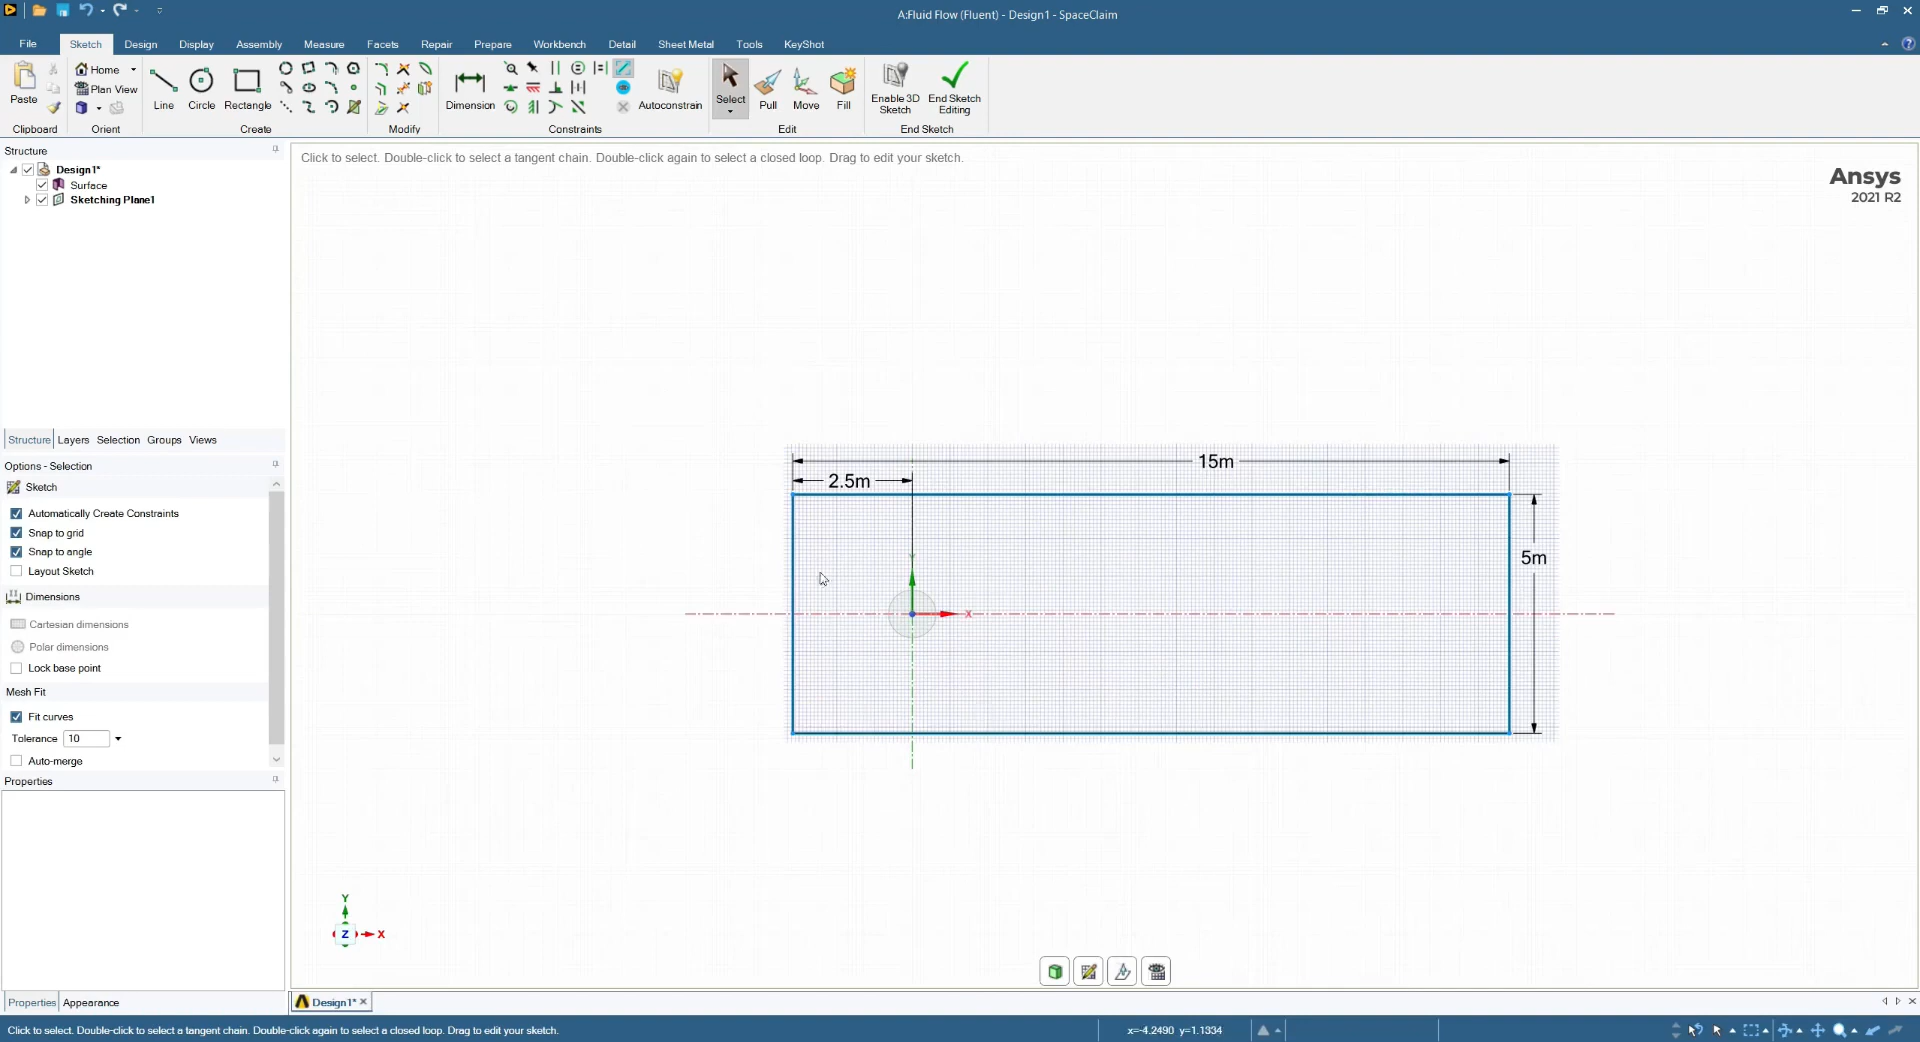 A:Fluid Flow (Fluent) - Design1 - SpaceClaim
File Sketch Design Display Assembly Measure Facets Repair Prepare Workbench Detail Sheet Metal Tools KeyShot
Paste
Home
Plan View
Line Circle Rectangle
Dimension
Autoconstrain
Select Pull Move Fill
Enable 3D Sketch
End Sketch Editing
Clipboard Orient Create Modify Constraints Edit End Sketch
Structure
Click to select. Double-click to select a tangent chain. Double-click again to select a closed loop. Drag to edit your sketch.
Design1*
Surface
Sketching Plane1
Ansys
2021 R2
Structure Layers Selection Groups Views
Options - Selection
Sketch
Automatically Create Constraints
Snap to grid
Snap to angle
Layout Sketch
Dimensions
Cartesian dimensions
Polar dimensions
Lock base point
Mesh Fit
Fit curves
Tolerance 10
Auto-merge
Properties
15m
2.5m
5m
Y
X
Y
Z X
Properties Appearance
Design1*
Click to select. Double-click to select a tangent chain. Double-click again to select a closed loop. Drag to edit your sketch.
x=-4.2490 y=1.1334